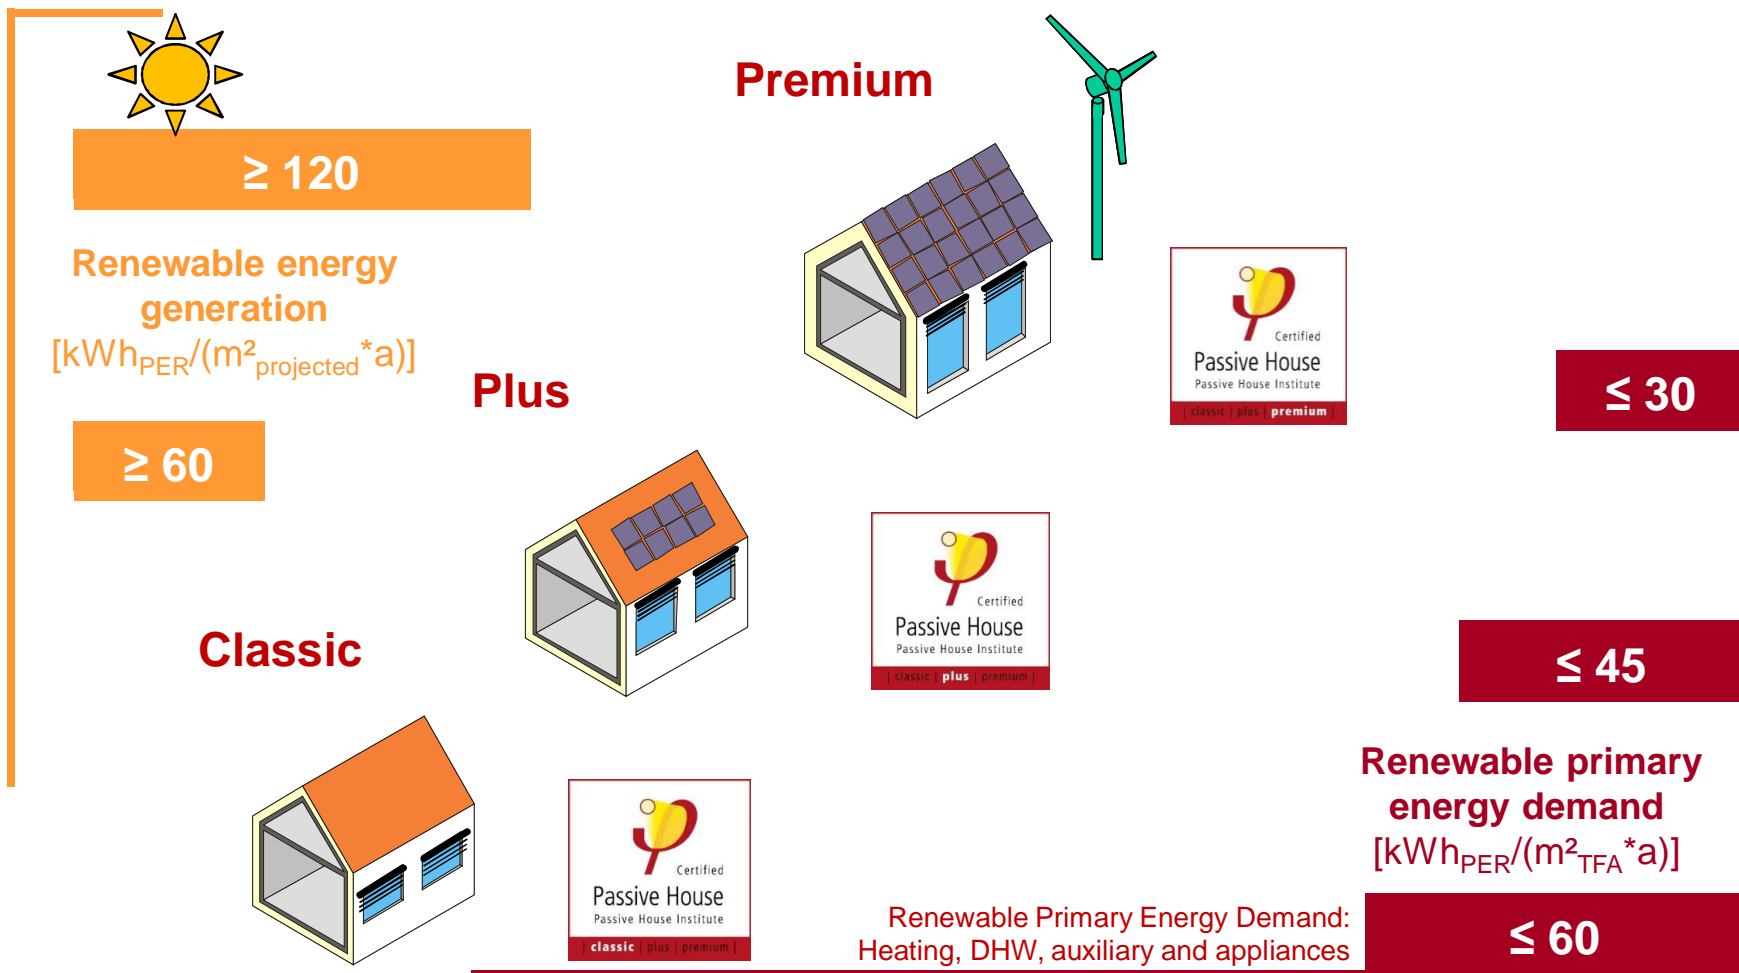 Premium
≥ 120
Renewable energy
generation
[kWhPER/(m²projected*a)]
Plus
≥ 60
Certified
Passive House
Passive House Institute
| classic | plus | premium |
≤ 30
Certified
Passive House
Passive House Institute
| classic | plus | premium |
Classic
≤ 45
Renewable primary
energy demand
[kWhPER/(m²TFA*a)]
Certified
Passive House
Passive House Institute
| classic | plus | premium |
Renewable Primary Energy Demand:
Heating, DHW, auxiliary and appliances
≤ 60